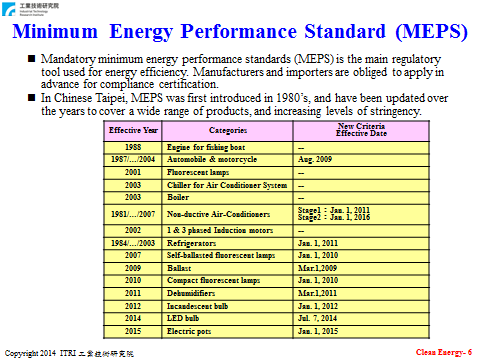 工業技術研究院
Industrial Technology
Research Institute
Minimum Energy Performance Standard (MEPS)
Mandatory minimum energy performance standards (MEPS) is the main regulatory
tool used for energy efficiency. Manufacturers and importers are obliged to apply in
advance for compliance certification.
In Chinese Taipei, MEPS was first introduced in 1980's, and have been updated over
the years to cover a wide range of products, and increasing levels of stringency.
Effective Year Categories New Criteria
Effective Date
1988 Engine for fishing boat --
1987/…/2004 Automobile & motorcycle Aug. 2009
2001 Fluorescent lamps --
2003 Chiller for Air Conditioner System --
2003 Boiler --
1981/…/2007 Non-ductive Air-Conditioners Stage1：Jan. 1, 2011
Stage2：Jan. 1, 2016
2002 1 & 3 phased Induction motors --
1984/…/2003 Refrigerators Jan. 1, 2011
2007 Self-ballasted fluorescent lamps Jan. 1, 2010
2009 Ballast Mar.1,2009
2010 Compact fluorescent lamps Jan. 1, 2010
2011 Dehumidifiers Mar.1,2011
2012 Incandescent bulb Jan. 1, 2012
2014 LED bulb Jul. 7, 2014
2015 Electric pots Jan. 1, 2015
Copyright 2014 ITRI 工業技術研究院
Clean Energy- 6